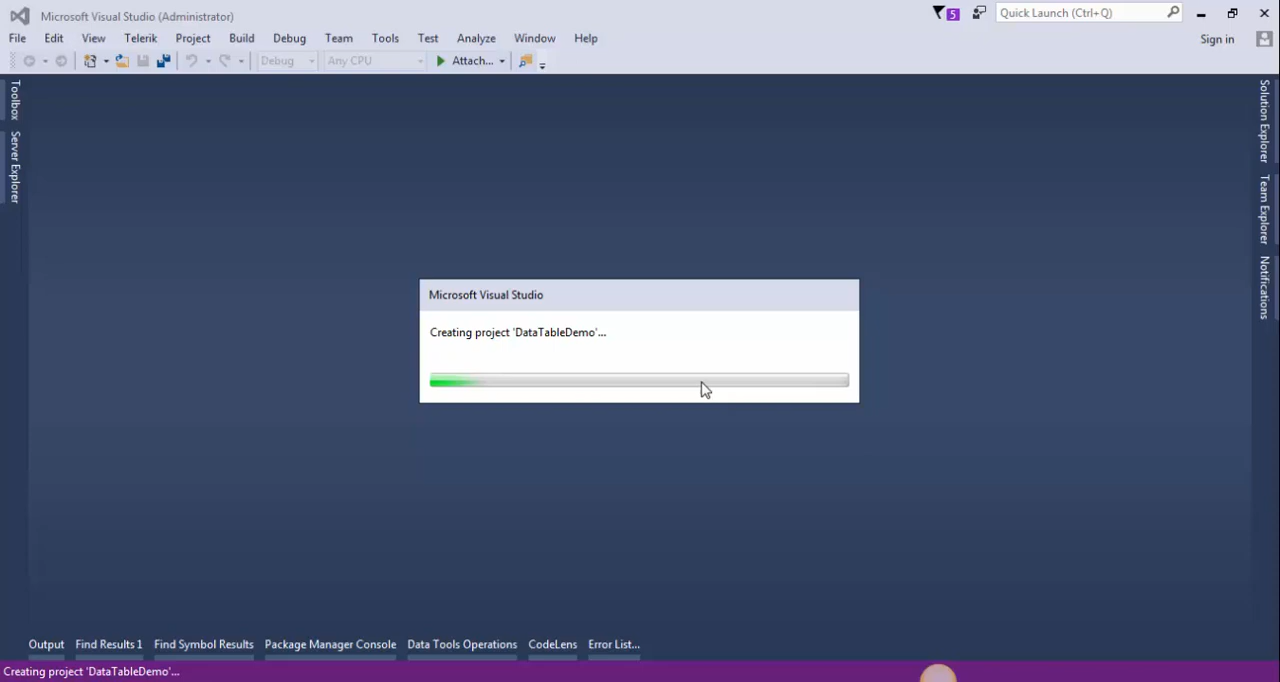 Microsoft Visual Studio (Administrator)
5
Quick Launch (Ctrl+Q)
File Edit View Telerik Project Build Debug Team Tools Test Analyze Window Help
Sign in
Debug Any CPU Attach...
Toolbox
Server Explorer
Solution Explorer
Team Explorer
Notifications
Microsoft Visual Studio
Creating project 'DataTableDemo'...
Output Find Results 1 Find Symbol Results Package Manager Console Data Tools Operations CodeLens Error List...
Creating project 'DataTableDemo'...